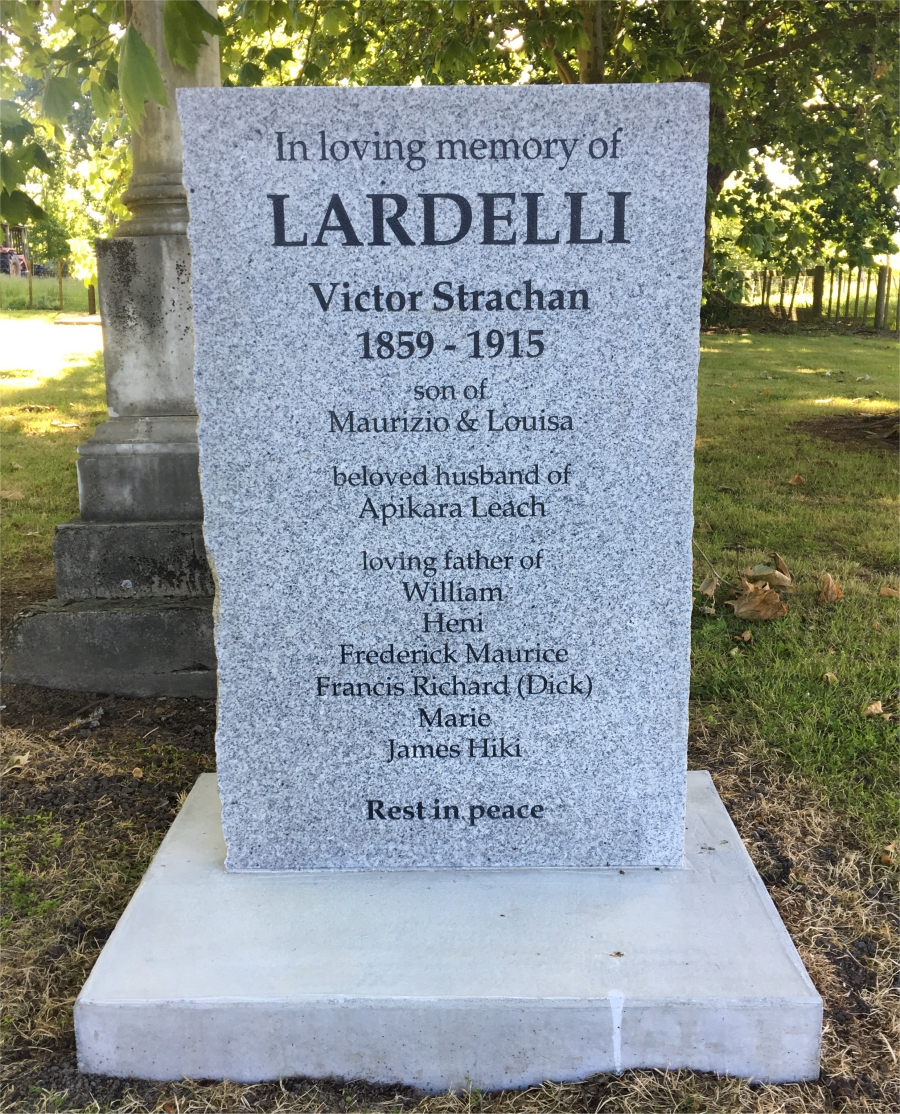 In loving memory of
LARDELLI
Victor Strachan
1859 - 1915
son of
Maurizio & Louisa
beloved husband of
Apikara Leach
loving father of
William
Heni
Frederick Maurice
Francis Richard (Dick)
Marie
James Hiki
Rest in peace